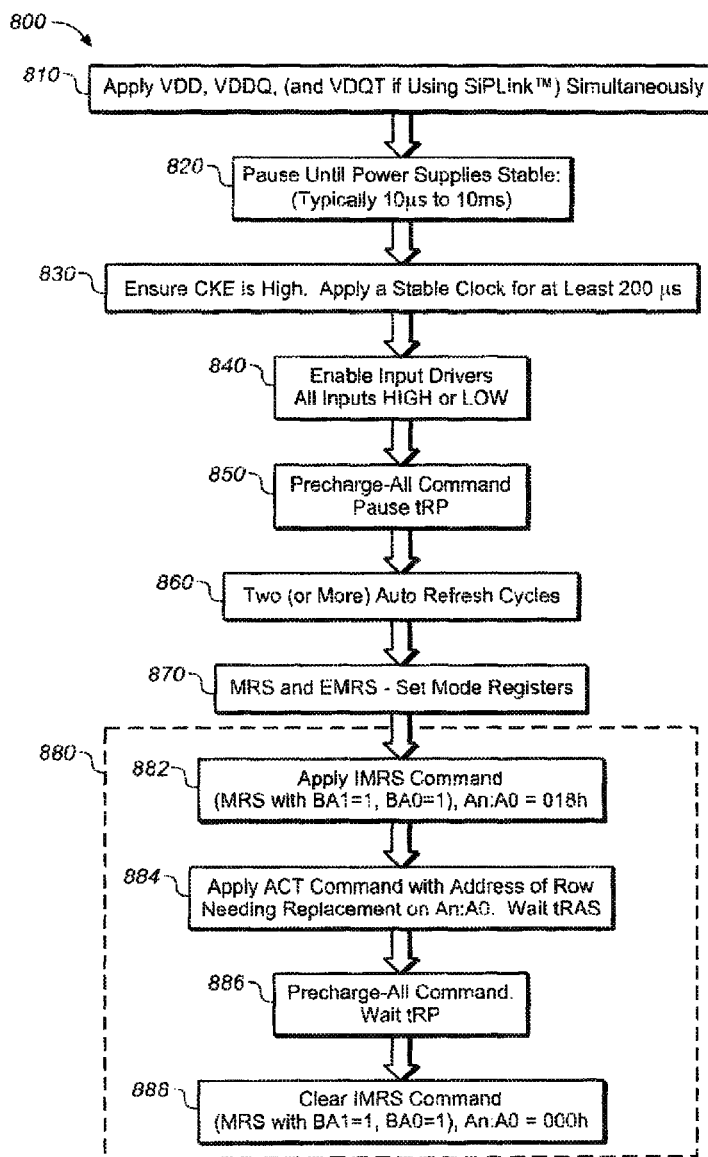 800
810
Apply VDD, VDDQ, (and VDQT if Using SiPLink™) Simultaneously
820
Pause Until Power Supplies Stable:
(Typically 10µs to 10ms)
830
Ensure CKE is High. Apply a Stable Clock for at Least 200 µs
840
Enable Input Drivers
All Inputs HIGH or LOW
850
Precharge-All Command
Pause tRP
860
Two (or More) Auto Refresh Cycles
870
MRS and EMRS - Set Mode Registers
880
882
Apply IMRS Command
(MRS with BA1=1, BA0=1), An:A0 = 018h
884
Apply ACT Command with Address of Row
Needing Replacement on An:A0. Wait tRAS
886
Precharge-All Command.
Wait tRP
888
Clear IMRS Command
(MRS with BA1=1, BA0=1), An:A0 = 000h